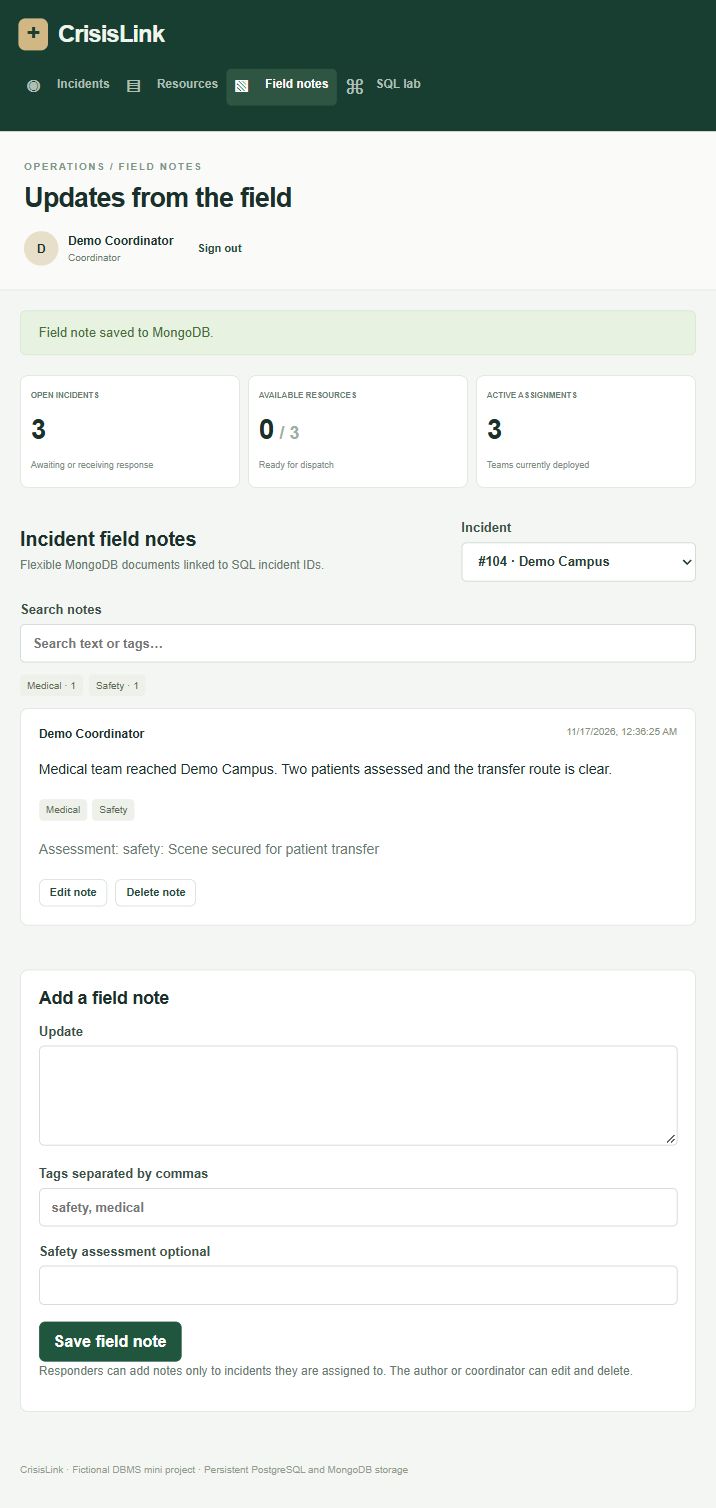 CrisisLink
Incidents
Resources
Field notes
SQL lab
OPERATIONS / FIELD NOTES
Updates from the field
D
Demo Coordinator
Coordinator
Sign out
Field note saved to MongoDB.
OPEN INCIDENTS
3
Awaiting or receiving response
AVAILABLE RESOURCES
0 / 3
Ready for dispatch
ACTIVE ASSIGNMENTS
3
Teams currently deployed
Incident field notes
Flexible MongoDB documents linked to SQL incident IDs.
Incident
#104 · Demo Campus
Search notes
Search text or tags…
Medical · 1
Safety · 1
Demo Coordinator
11/17/2026, 12:36:25 AM
Medical team reached Demo Campus. Two patients assessed and the transfer route is clear.
Medical
Safety
Assessment: safety: Scene secured for patient transfer
Edit note
Delete note
Add a field note
Update
Tags separated by commas
safety, medical
Safety assessment optional
Save field note
Responders can add notes only to incidents they are assigned to. The author or coordinator can edit and delete.
CrisisLink · Fictional DBMS mini project · Persistent PostgreSQL and MongoDB storage